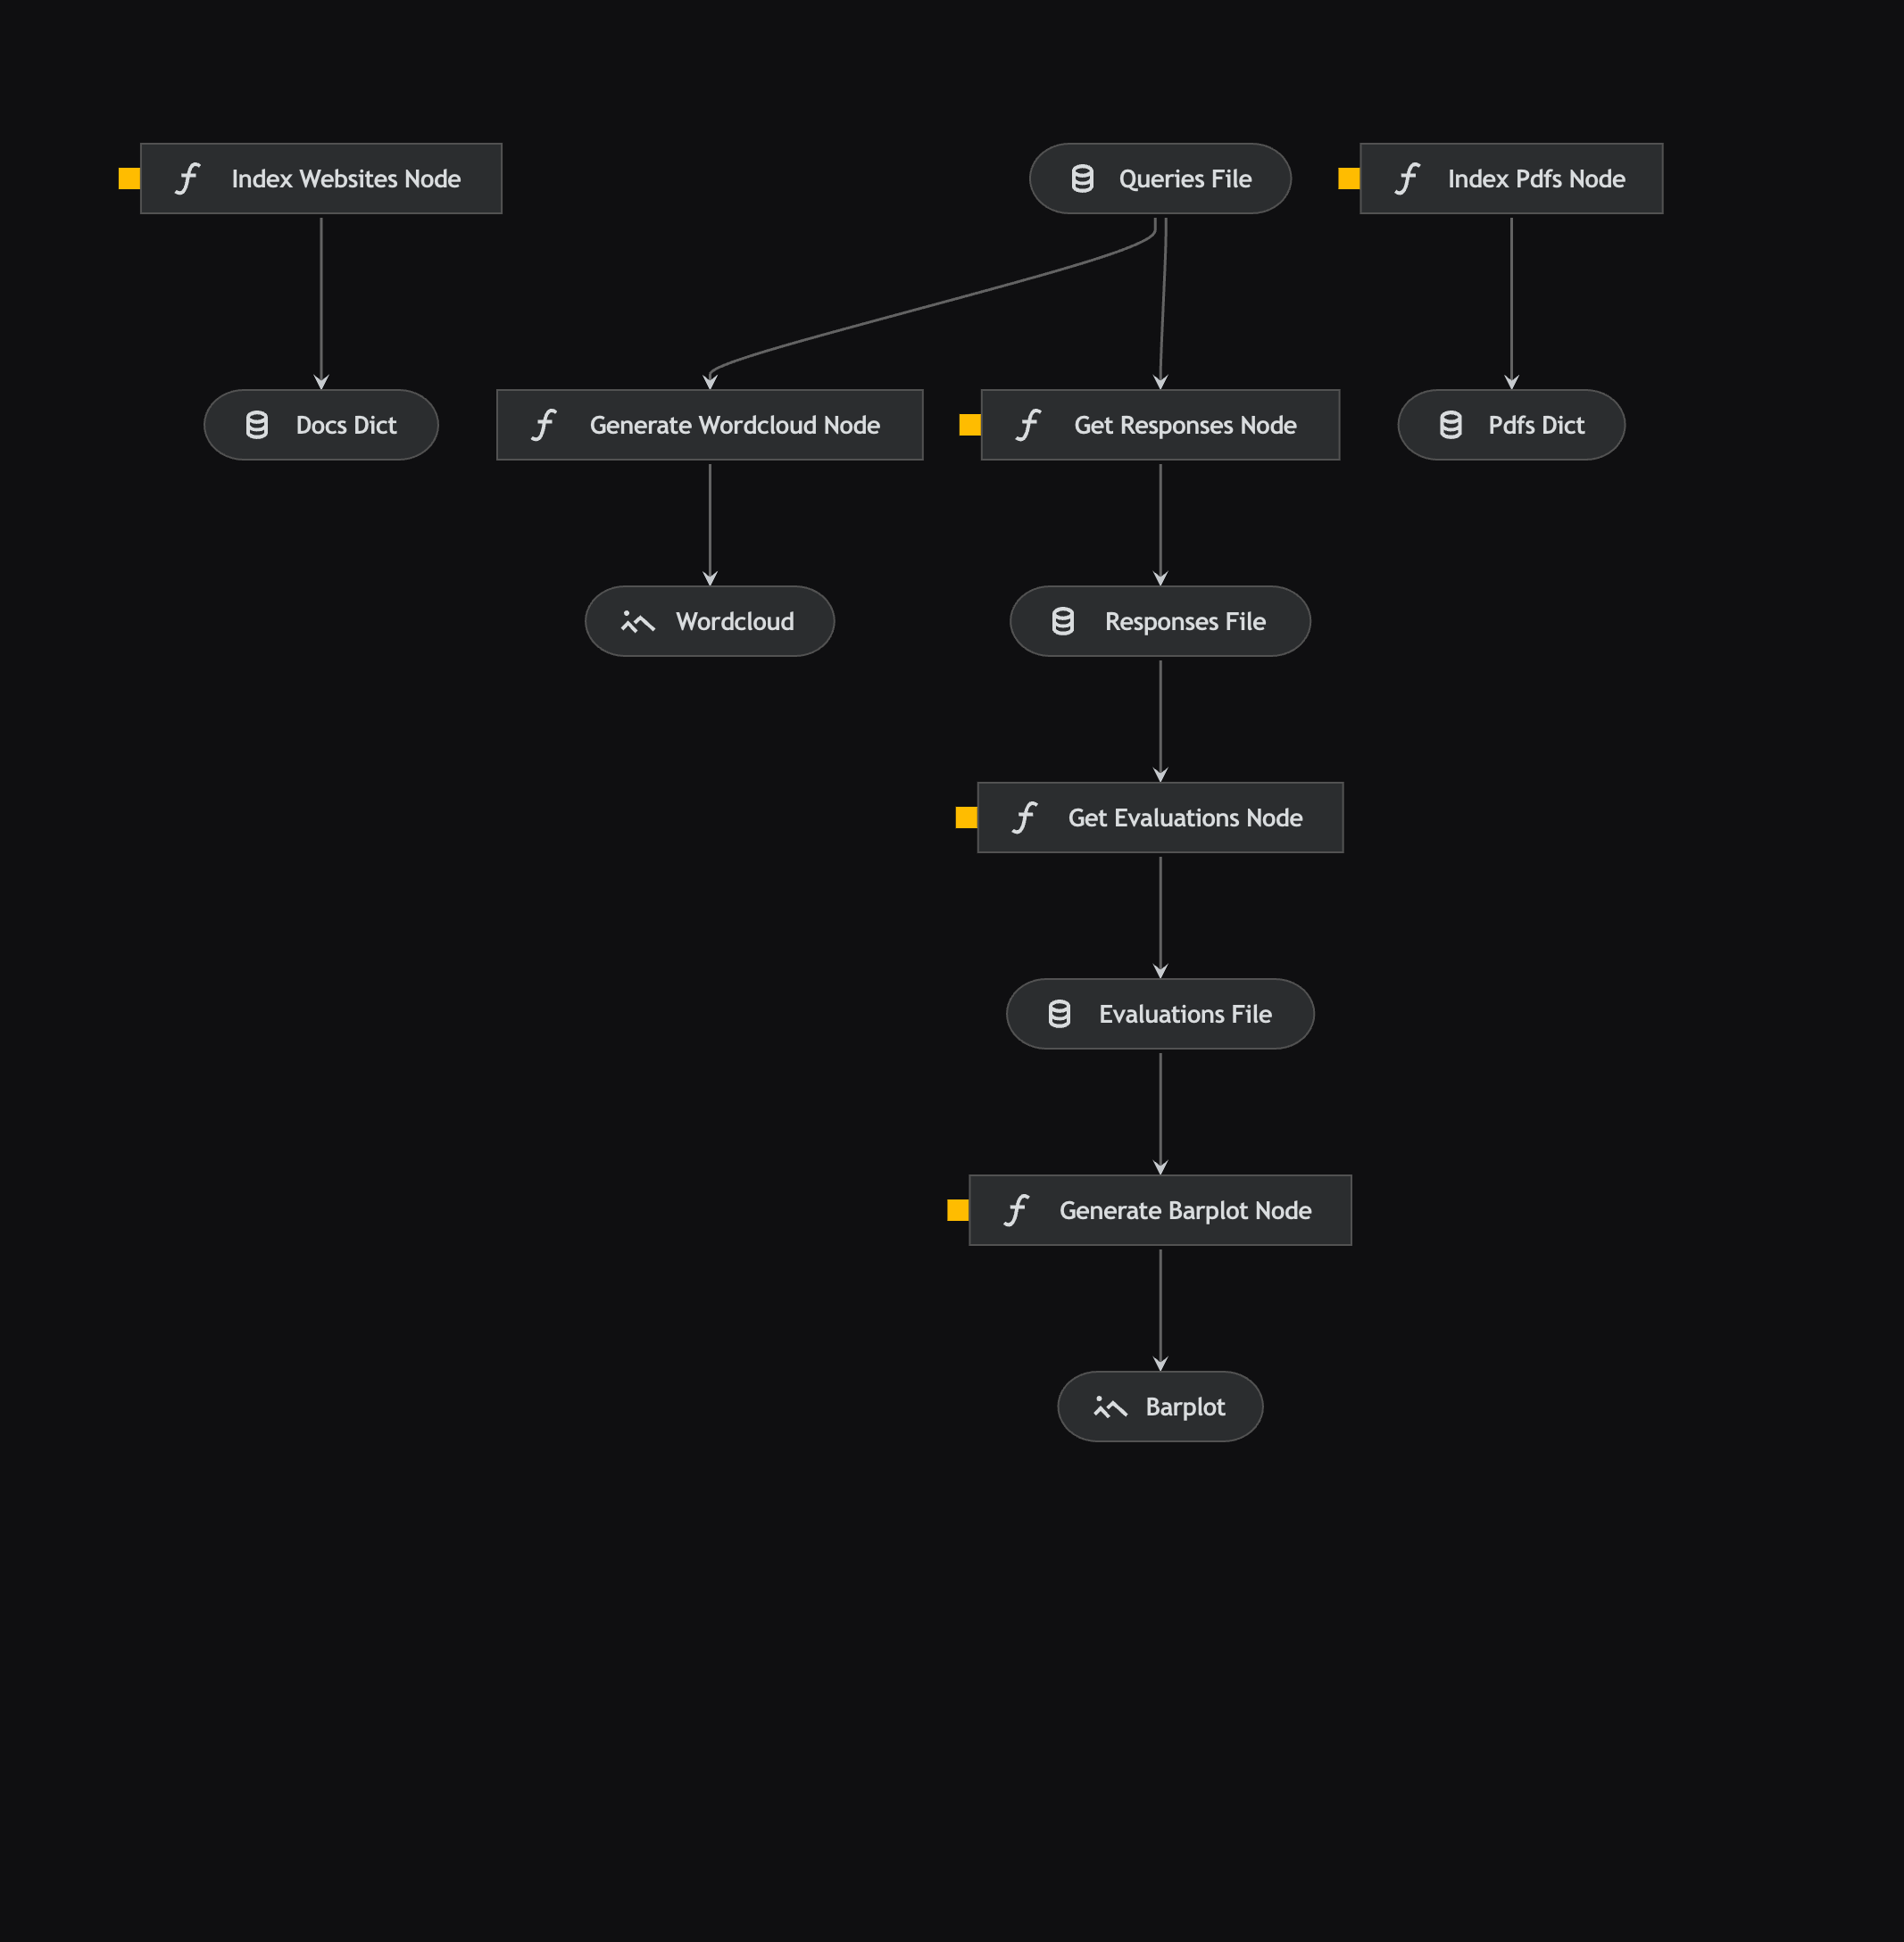 Index Websites Node
Queries File
Index Pdfs Node
Docs Dict
Generate Wordcloud Node
Get Responses Node
Pdfs Dict
Wordcloud
Responses File
Get Evaluations Node
Evaluations File
Generate Barplot Node
Barplot